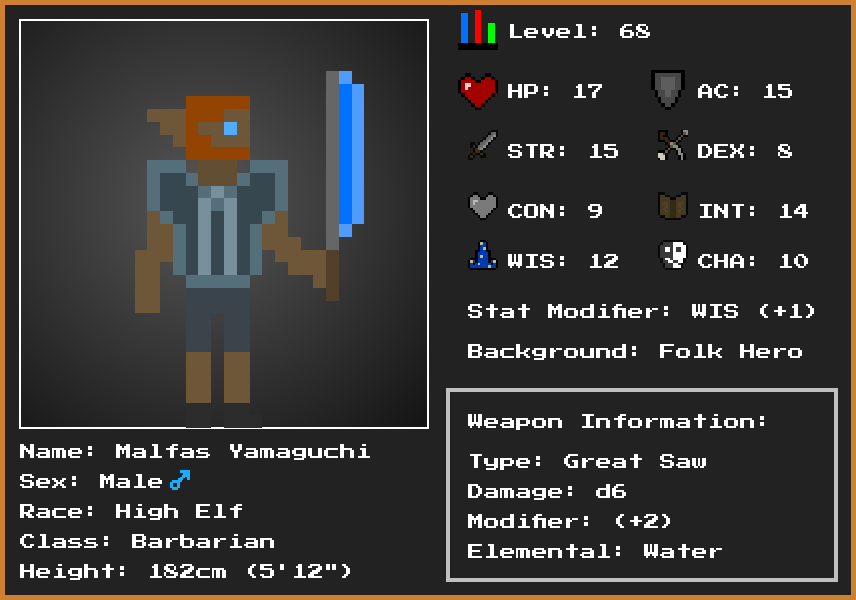 Level: 68
HP: 17 AC: 15
STR: 15 DEX: 8
CON: 9 INT: 14
WIS: 12 CHA: 10
Stat Modifier: WIS (+1)
Background: Folk Hero
Weapon Information:
Type: Great Saw
Damage: d6
Modifier: (+2)
Elemental: Water
Name: Malfas Yamaguchi
Sex: Male♂
Race: High Elf
Class: Barbarian
Height: 182cm (5'12")